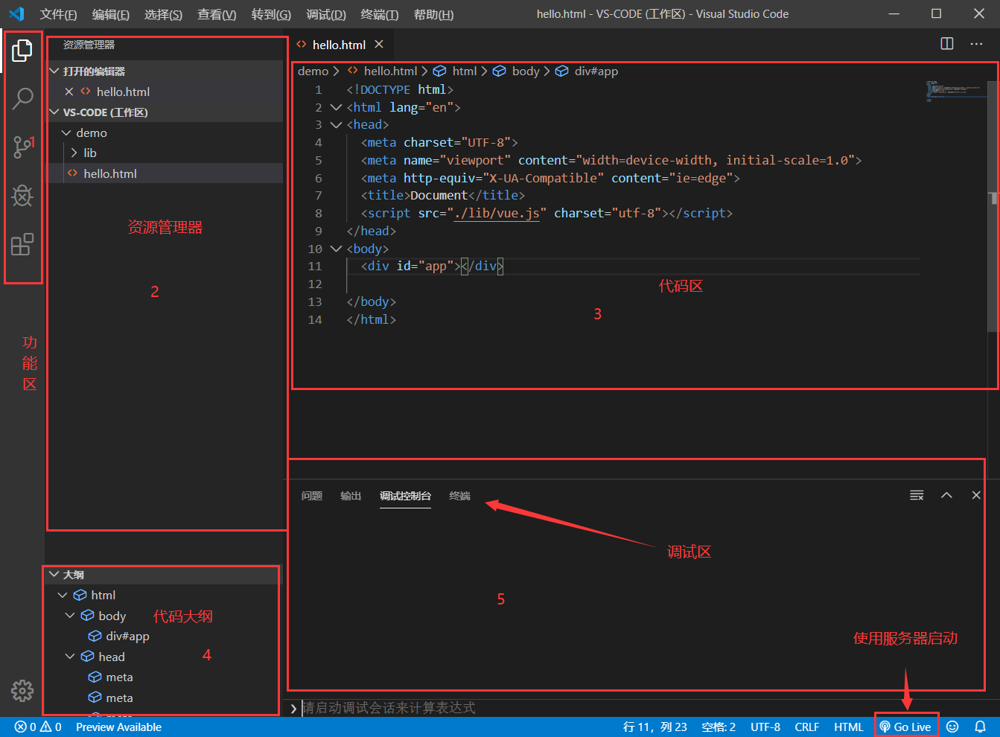 文件(F) 编辑(E) 选择(S) 查看(V) 转到(G) 调试(D) 终端(T) 帮助(H) hello.html - VS-CODE (工作区) - Visual Studio Code
资源管理器
打开的编辑器
hello.html
VS-CODE (工作区)
demo
lib
hello.html
1
资源管理器
2
功
能
区
hello.html
demo > hello.html > html > body > div#app
1 <!DOCTYPE html>
2 <html lang="en">
3 <head>
4 <meta charset="UTF-8">
5 <meta name="viewport" content="width=device-width, initial-scale=1.0">
6 <meta http-equiv="X-UA-Compatible" content="ie=edge">
7 <title>Document</title>
8 <script src="./lib/vue.js" charset="utf-8"></script>
9 </head>
10 <body>
11 <div id="app"></div>
12
13 </body>
14 </html>
代码区
3
问题 输出 调试控制台 终端
调试区
5
使用服务器启动
请启动调试会话来计算表达式
大纲
html
body
div#app
head
meta
meta
代码大纲
4
0 0 Preview Available 行 11，列 23 空格: 2 UTF-8 CRLF HTML Go Live